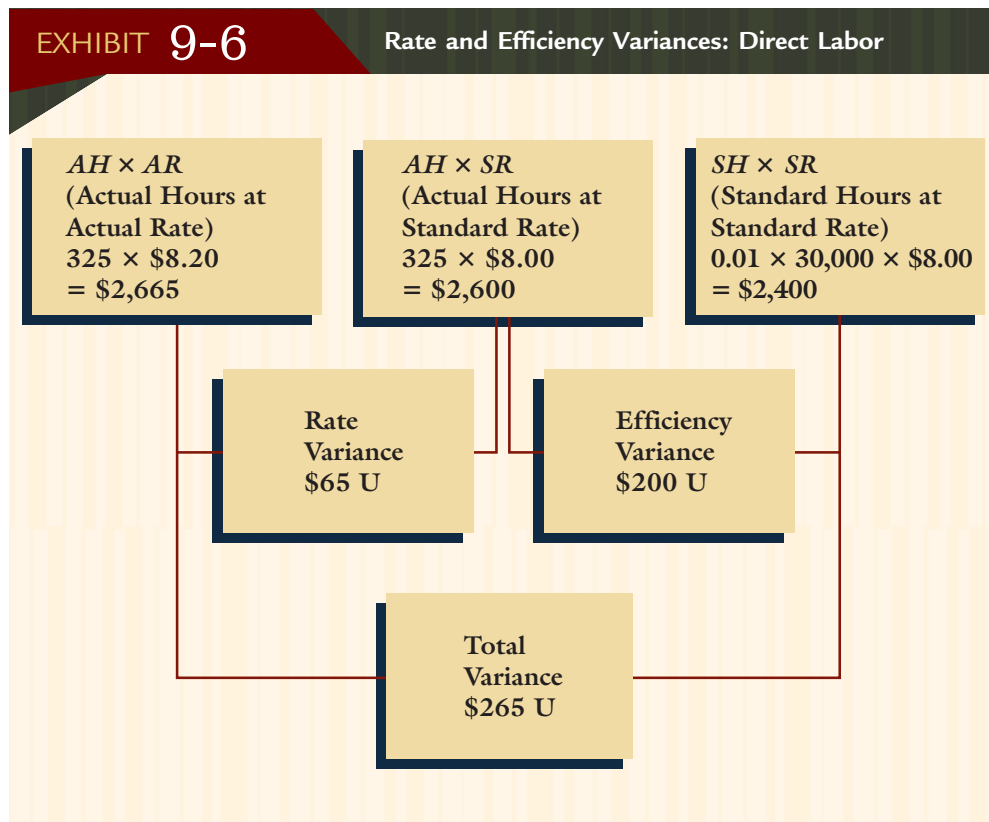 EXHIBIT 9-6
Rate and Efficiency Variances: Direct Labor
AH × AR
(Actual Hours at
Actual Rate)
325 × $8.20
= $2,665
AH × SR
(Actual Hours at
Standard Rate)
325 × $8.00
= $2,600
SH × SR
(Standard Hours at
Standard Rate)
0.01 × 30,000 × $8.00
= $2,400
Rate
Variance
$65 U
Efficiency
Variance
$200 U
Total
Variance
$265 U